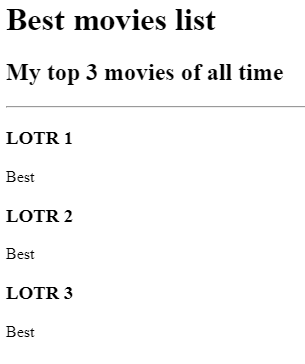 Best movies list
My top 3 movies of all time
LOTR 1
Best
LOTR 2
Best
LOTR 3
Best